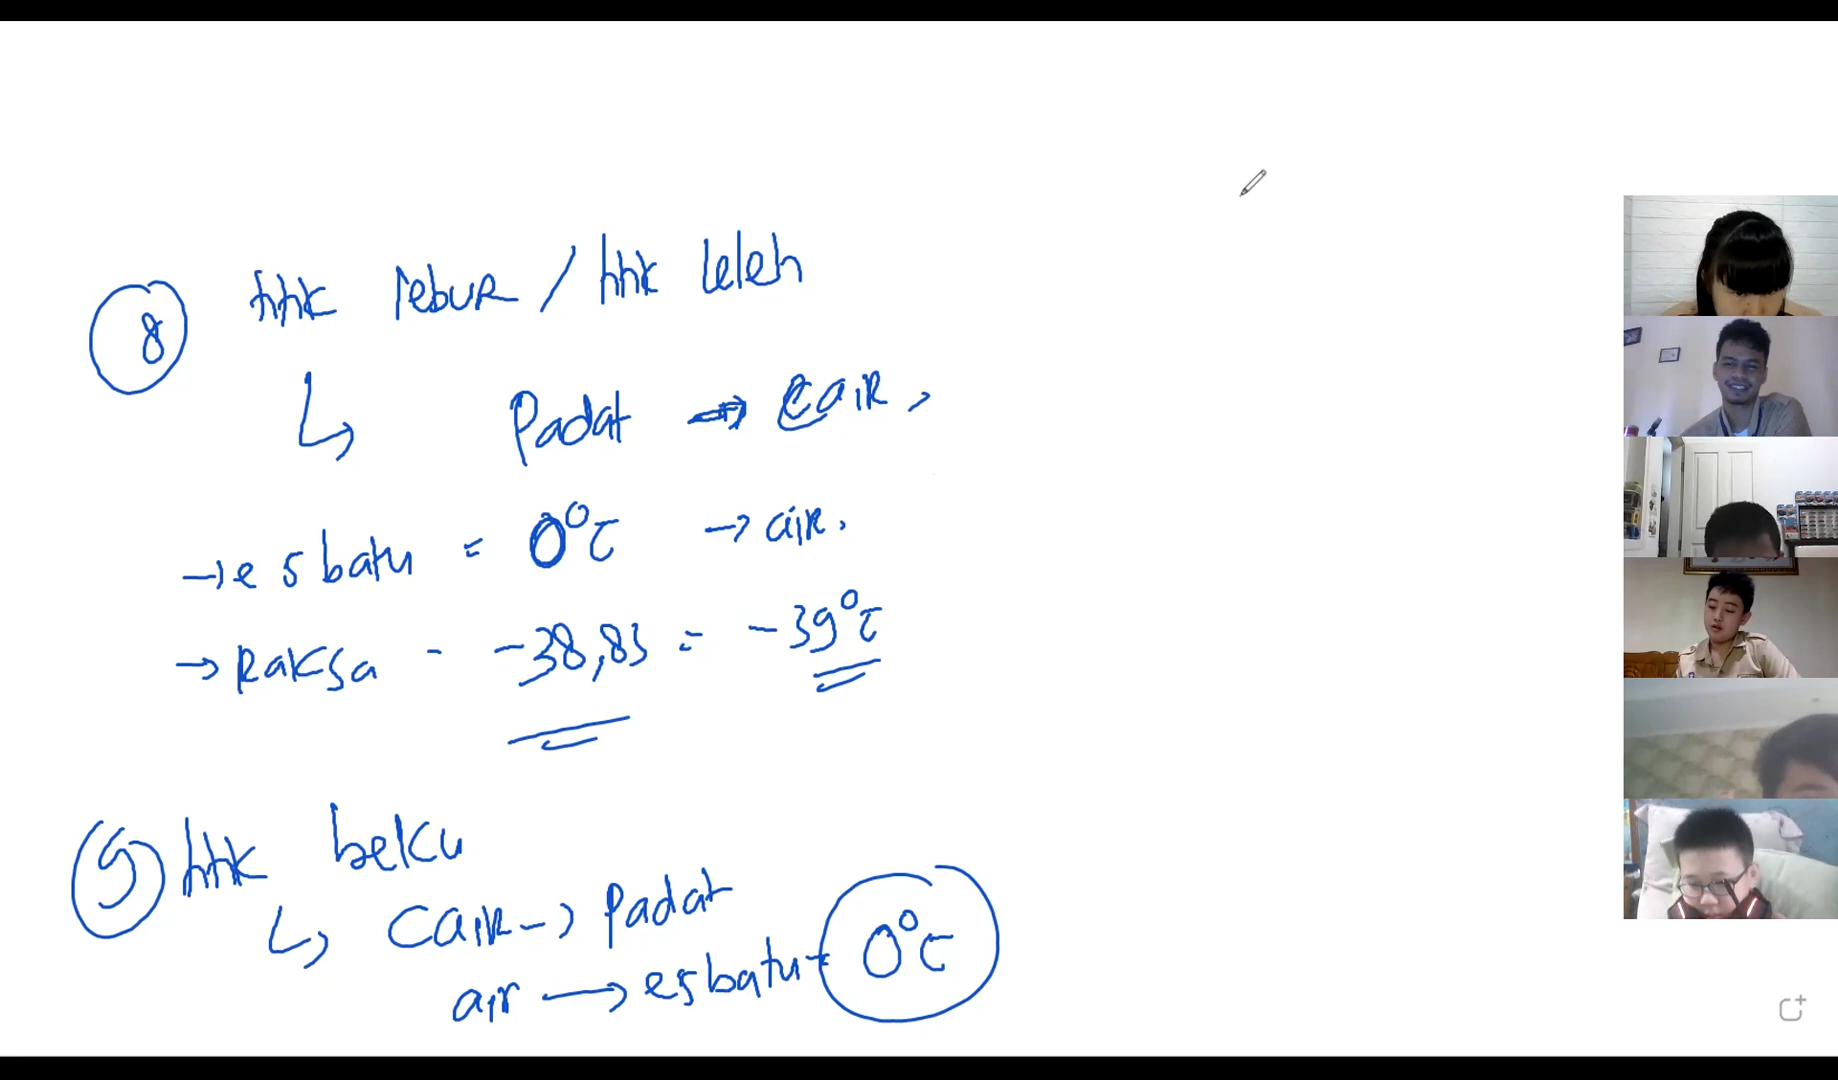 8 titik lebur / titik leleh
↳ Padat → Cair,
→ es batu = 0°C → air.
→ Raksa = -38,83 = -39°C
9 titik beku
↳ Cair → Padat
air → es batu = 0°C